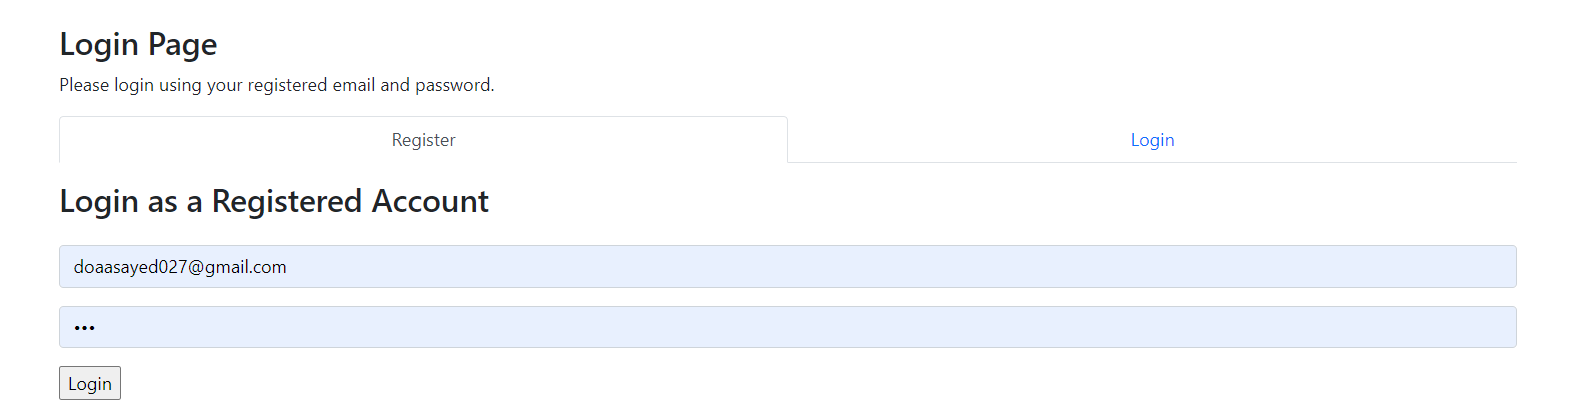 Login Page
Please login using your registered email and password.
Register Login
Login as a Registered Account
doaasayed027@gmail.com
•••
Login